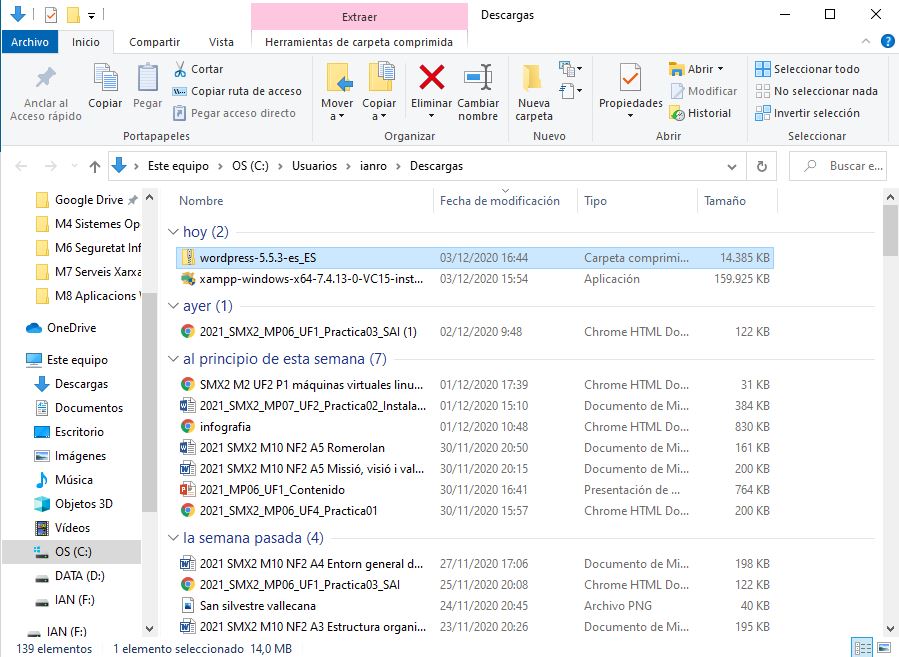 Extraer
Descargas
Archivo
Inicio
Compartir
Vista
Herramientas de carpeta comprimida
Anclar al
Acceso rápido
Copiar
Pegar
Cortar
Copiar ruta de acceso
Pegar acceso directo
Portapapeles
Mover
a
Copiar
a
Eliminar
Cambiar
nombre
Organizar
Nueva
carpeta
Nuevo
Propiedades
Abrir
Modificar
Historial
Abrir
Seleccionar todo
No seleccionar nada
Invertir selección
Seleccionar
Este equipo > OS (C:) > Usuarios > ianro > Descargas
Buscar e...
Google Drive
M4 Sistemes Op
M6 Seguretat Inf
M7 Serveis Xarxa
M8 Aplicacions
OneDrive
Este equipo
Descargas
Documentos
Escritorio
Imágenes
Música
Objetos 3D
Vídeos
OS (C:)
DATA (D:)
IAN (F:)
IAN (F:)
Nombre Fecha de modificación Tipo Tamaño
hoy (2)
wordpress-5.5.3-es_ES 03/12/2020 16:44 Carpeta comprimi... 14.385 KB
xampp-windows-x64-7.4.13-0-VC15-inst... 03/12/2020 15:54 Aplicación 159.925 KB
ayer (1)
2021_SMX2_MP06_UF1_Practica03_SAI (1) 02/12/2020 9:48 Chrome HTML Do... 122 KB
al principio de esta semana (7)
SMX2 M2 UF2 P1 máquinas virtuales linu... 01/12/2020 17:39 Chrome HTML Do... 31 KB
2021_SMX2_MP07_UF2_Practica02_Instala... 01/12/2020 15:10 Documento de Mi... 384 KB
infografia 01/12/2020 10:48 Chrome HTML Do... 830 KB
2021 SMX2 M10 NF2 A5 Romerolan 30/11/2020 20:50 Documento de Mi... 161 KB
2021 SMX2 M10 NF2 A5 Missió, visió i val... 30/11/2020 20:15 Documento de Mi... 200 KB
2021_MP06_UF1_Contenido 30/11/2020 16:41 Presentación de ... 764 KB
2021_SMX2_MP06_UF4_Practica01 30/11/2020 15:57 Chrome HTML Do... 200 KB
la semana pasada (4)
2021 SMX2 M10 NF2 A4 Entorn general d... 27/11/2020 17:06 Documento de Mi... 198 KB
2021_SMX2_MP06_UF1_Practica03_SAI 25/11/2020 20:08 Chrome HTML Do... 122 KB
San silvestre vallecana 24/11/2020 20:45 Archivo PNG 40 KB
2021 SMX2 M10 NF2 A3 Estructura organi... 23/11/2020 20:26 Documento de Mi... 195 KB
139 elementos 1 elemento seleccionado 14,0 MB